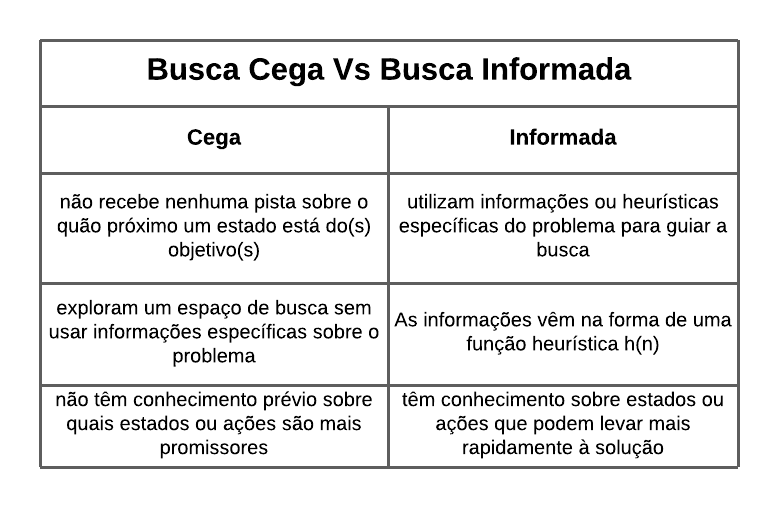 Busca Cega Vs Busca Informada
Cega
Informada
não recebe nenhuma pista sobre o
quão próximo um estado está do(s)
objetivo(s)
utilizam informações ou heurísticas
específicas do problema para guiar a
busca
exploram um espaço de busca sem
usar informações específicas sobre o
problema
As informações vêm na forma de uma
função heurística h(n)
não têm conhecimento prévio sobre
quais estados ou ações são mais
promissores
têm conhecimento sobre estados ou
ações que podem levar mais
rapidamente à solução